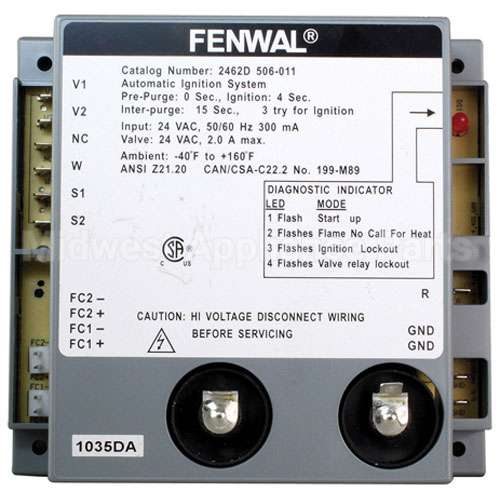 FENWAL®
Catalog Number: 2462D 506-011
Automatic Ignition System
Pre-Purge: 0 Sec., Ignition: 4 Sec.
Inter-purge: 15 Sec., 3 try for Ignition
Input: 24 VAC, 50/60 Hz 300 mA
Valve: 24 VAC, 2.0 A max.
Ambient: -40°F to +160°F
ANSI Z21.20 CAN/CSA-C22.2 No. 199-M89
V1
V2
NC
W
S1
S2
DIAGNOSTIC INDICATOR
LED MODE
1 Flash Start up
2 Flashes Flame No Call For Heat
3 Flashes Ignition Lockout
4 Flashes Valve relay lockout
SA
C US
®
FC2 −
FC2 +
FC1 −
FC1 +
R
GND
GND
CAUTION: HI VOLTAGE DISCONNECT WIRING
BEFORE SERVICING
1035DA
FC2-
FC1-